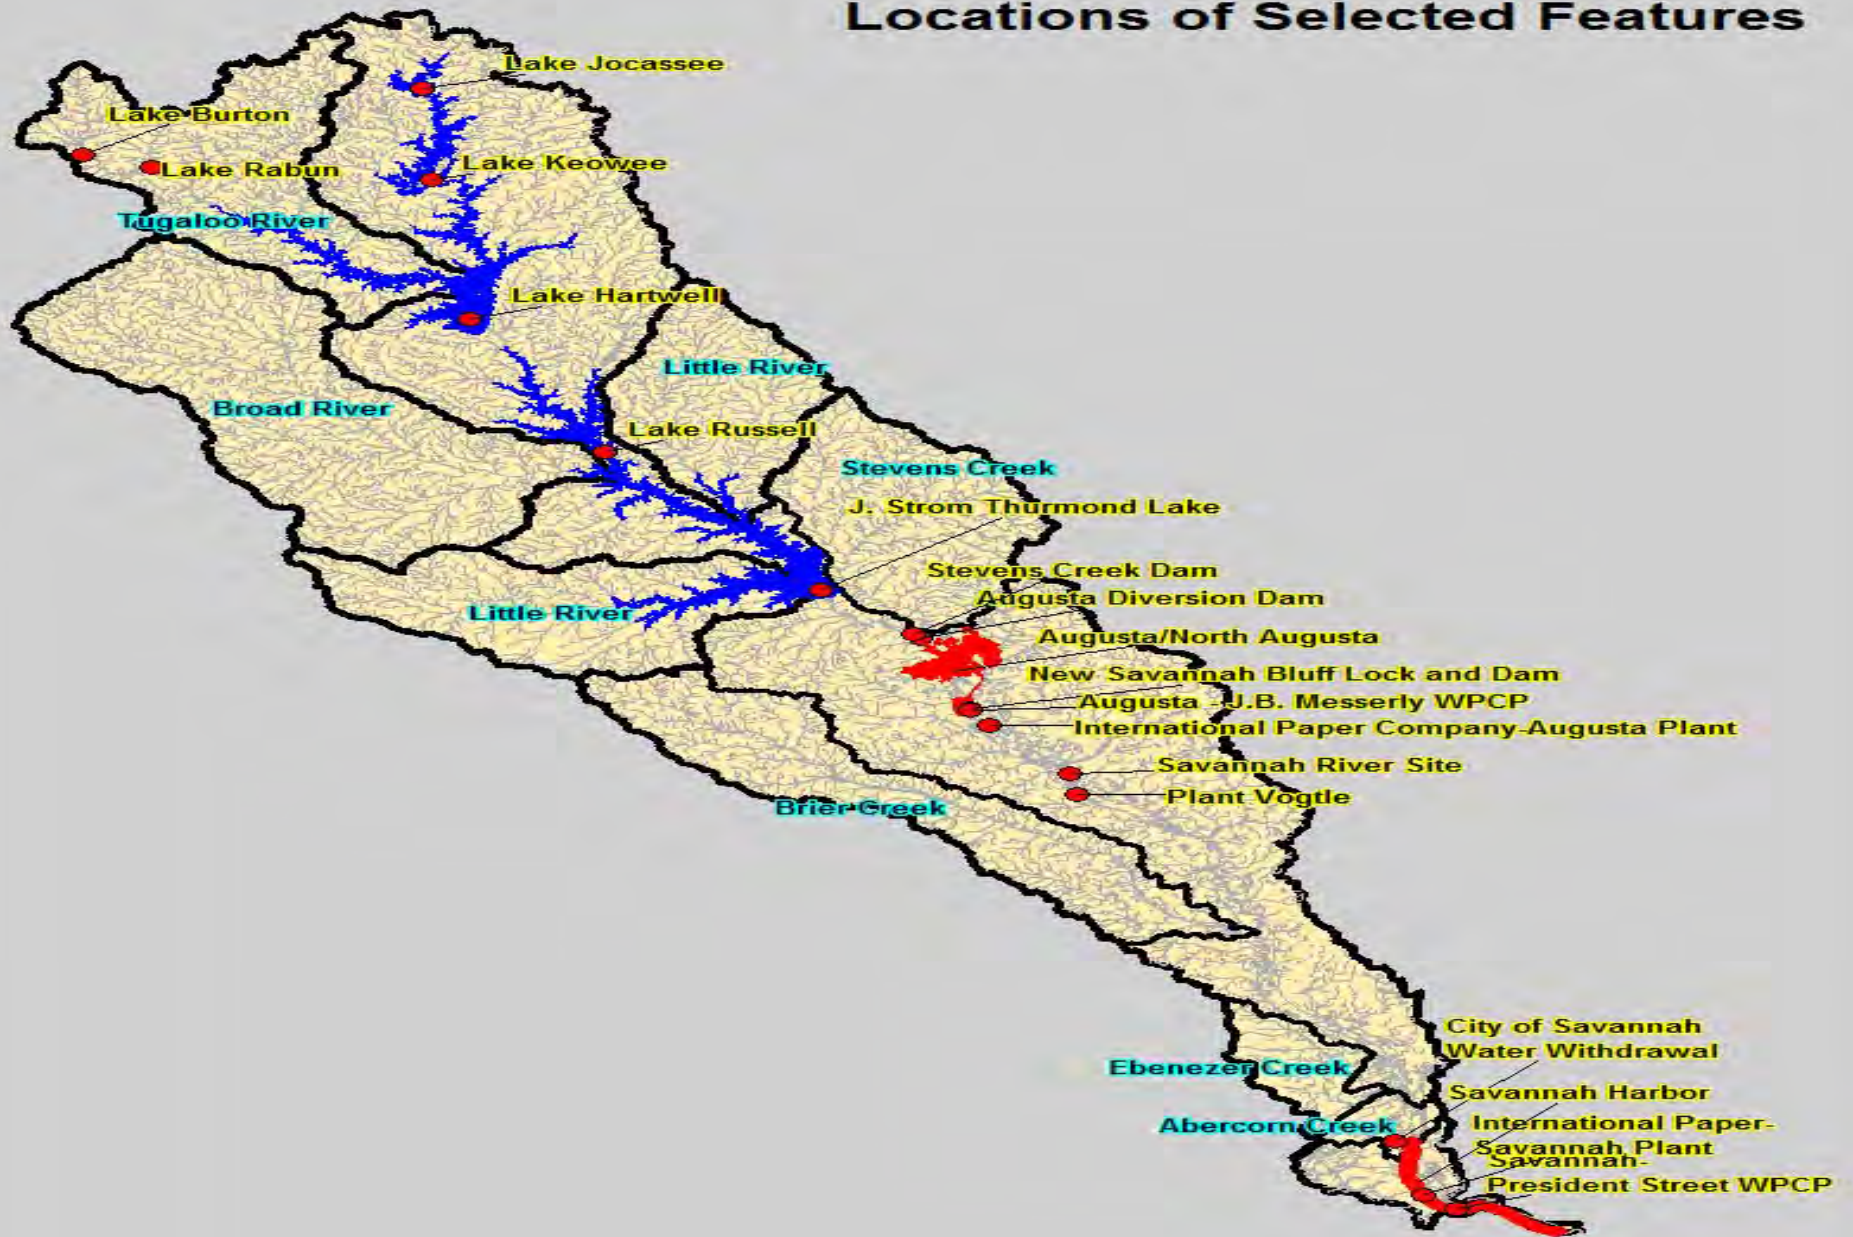 Locations of Selected Features
Lake Jocassee
Lake Burton
Lake Keowee
Lake Rabun
Tugaloo River
Lake Hartwell
Little River
Broad River
Lake Russell
Stevens Creek
J. Strom Thurmond Lake
Stevens Creek Dam
Augusta Diversion Dam
Little River
Augusta/North Augusta
New Savannah Bluff Lock and Dam
Augusta - J.B. Messerly WPCP
International Paper Company-Augusta Plant
Savannah River Site
Plant Vogtle
Brier Creek
City of Savannah
Water Withdrawal
Ebenezer Creek
Savannah Harbor
Abercorn Creek
International Paper-
Savannah Plant
Savannah-
President Street WPCP